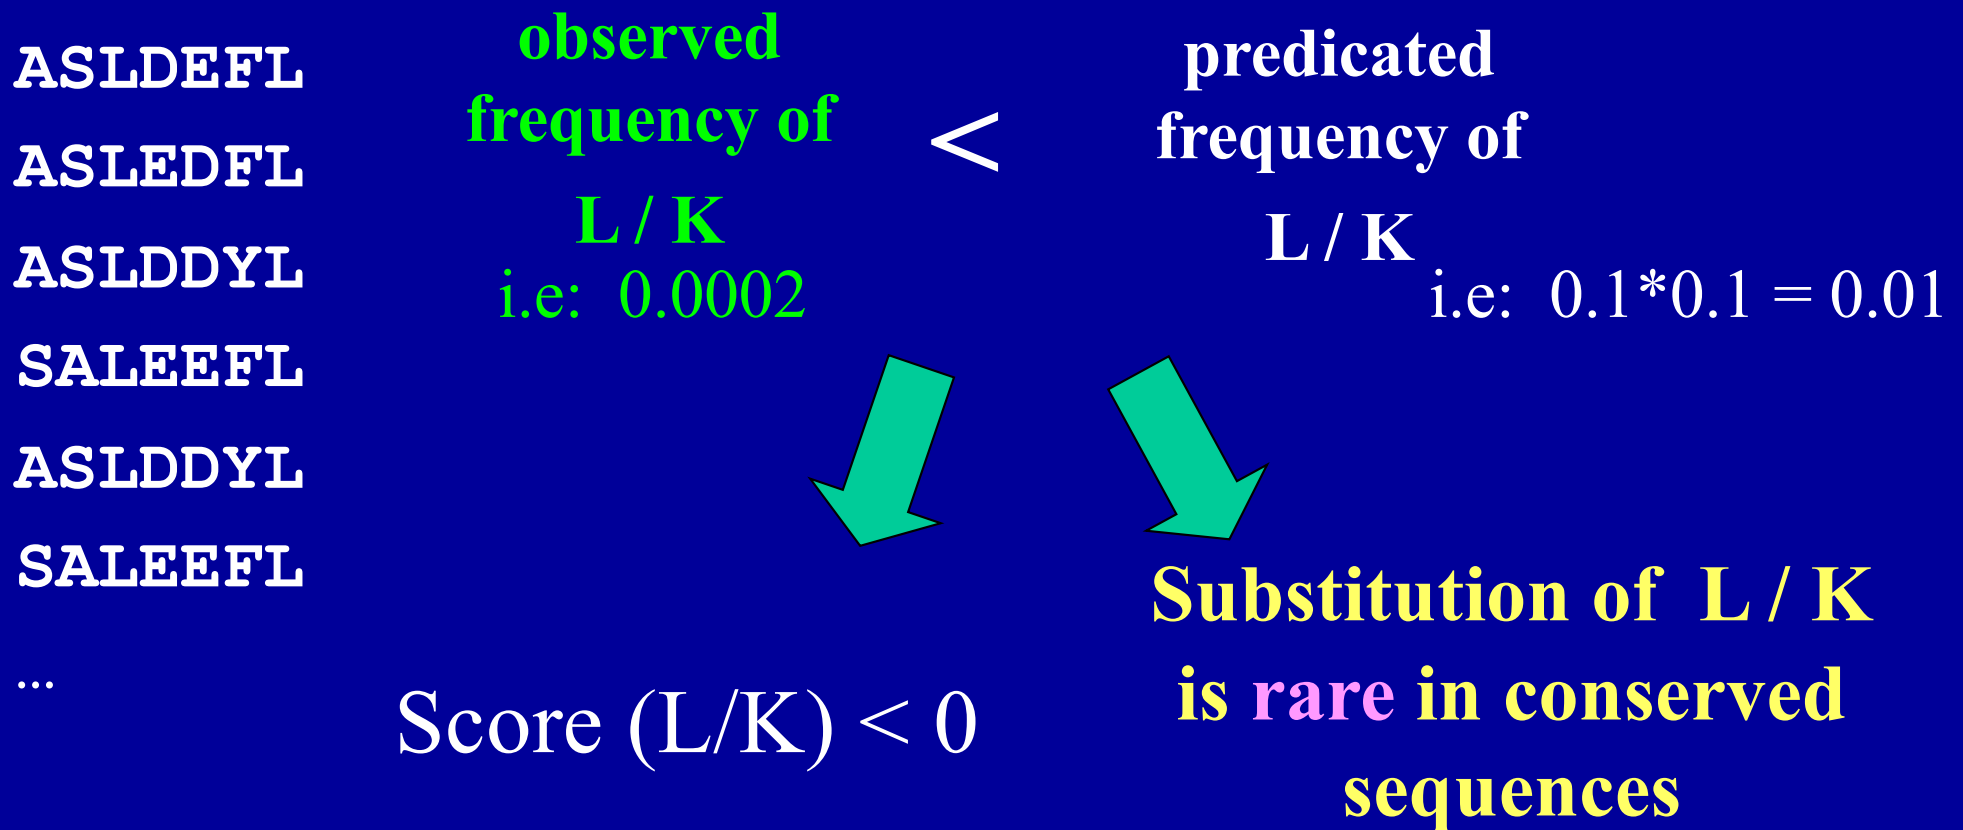 ASLDEFL
ASLEDFL
ASLDDYL
SALEEFL
ASLDDYL
SALEEFL
...
observed
frequency of
L / K
i.e: 0.0002
<
predicated
frequency of
L / K
i.e: 0.1*0.1 = 0.01
Score (L/K) < 0
Substitution of L / K
is rare in conserved
sequences